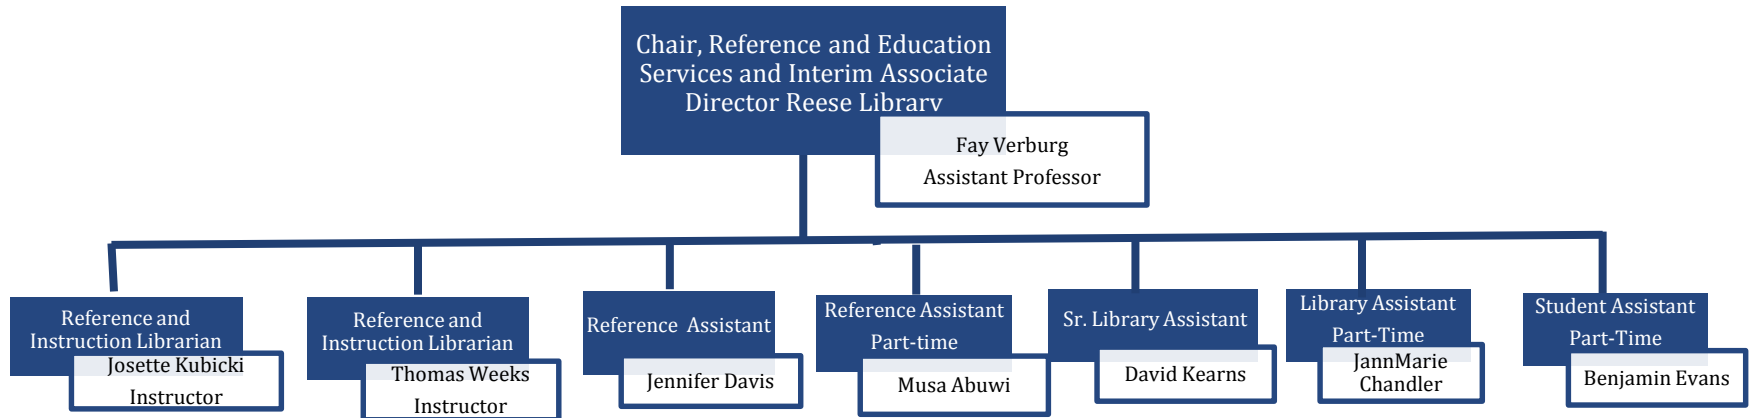 Chair, Reference and Education
Services and Interim Associate
Director Reese Library
Fay Verburg
Assistant Professor
Reference and
Instruction Librarian
Josette Kubicki
Instructor
Reference and
Instruction Librarian
Thomas Weeks
Instructor
Reference Assistant
Jennifer Davis
Reference Assistant
Part-time
Musa Abuwi
Sr. Library Assistant
David Kearns
Library Assistant
Part-Time
JannMarie
Chandler
Student Assistant
Part-Time
Benjamin Evans